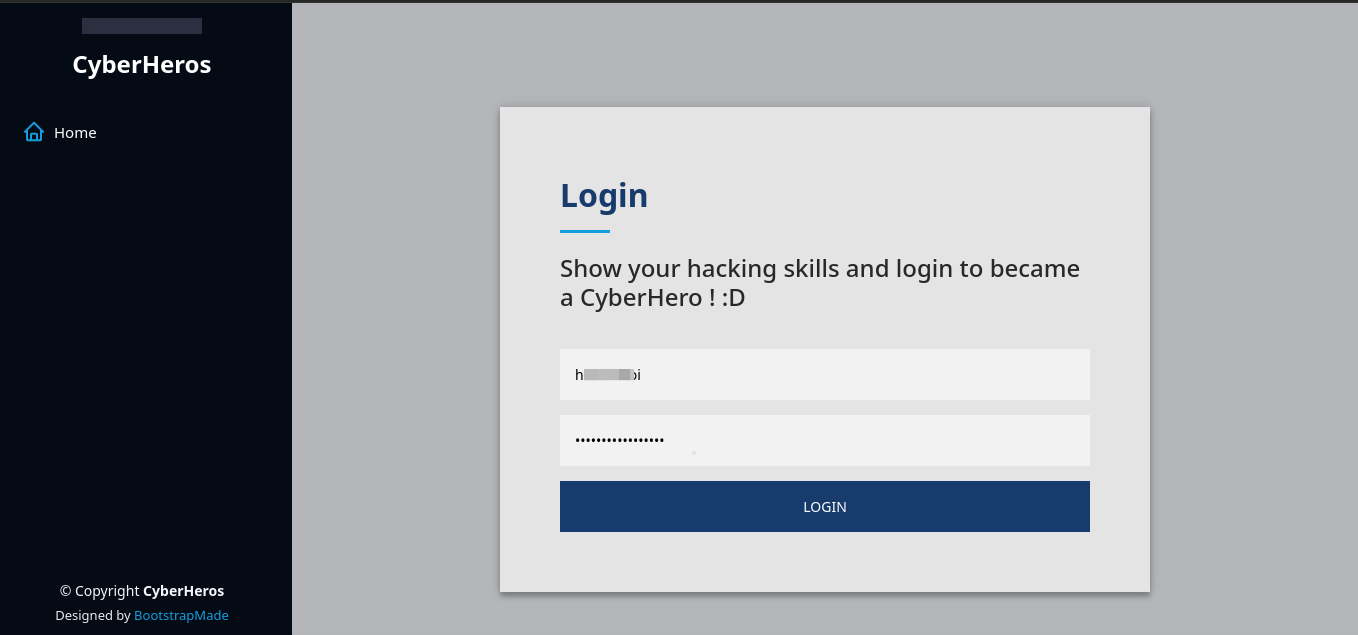 CyberHeros
Home
Login
Show your hacking skills and login to became
a CyberHero ! :D
•••••••••••••••••
LOGIN
© Copyright CyberHeros
Designed by BootstrapMade